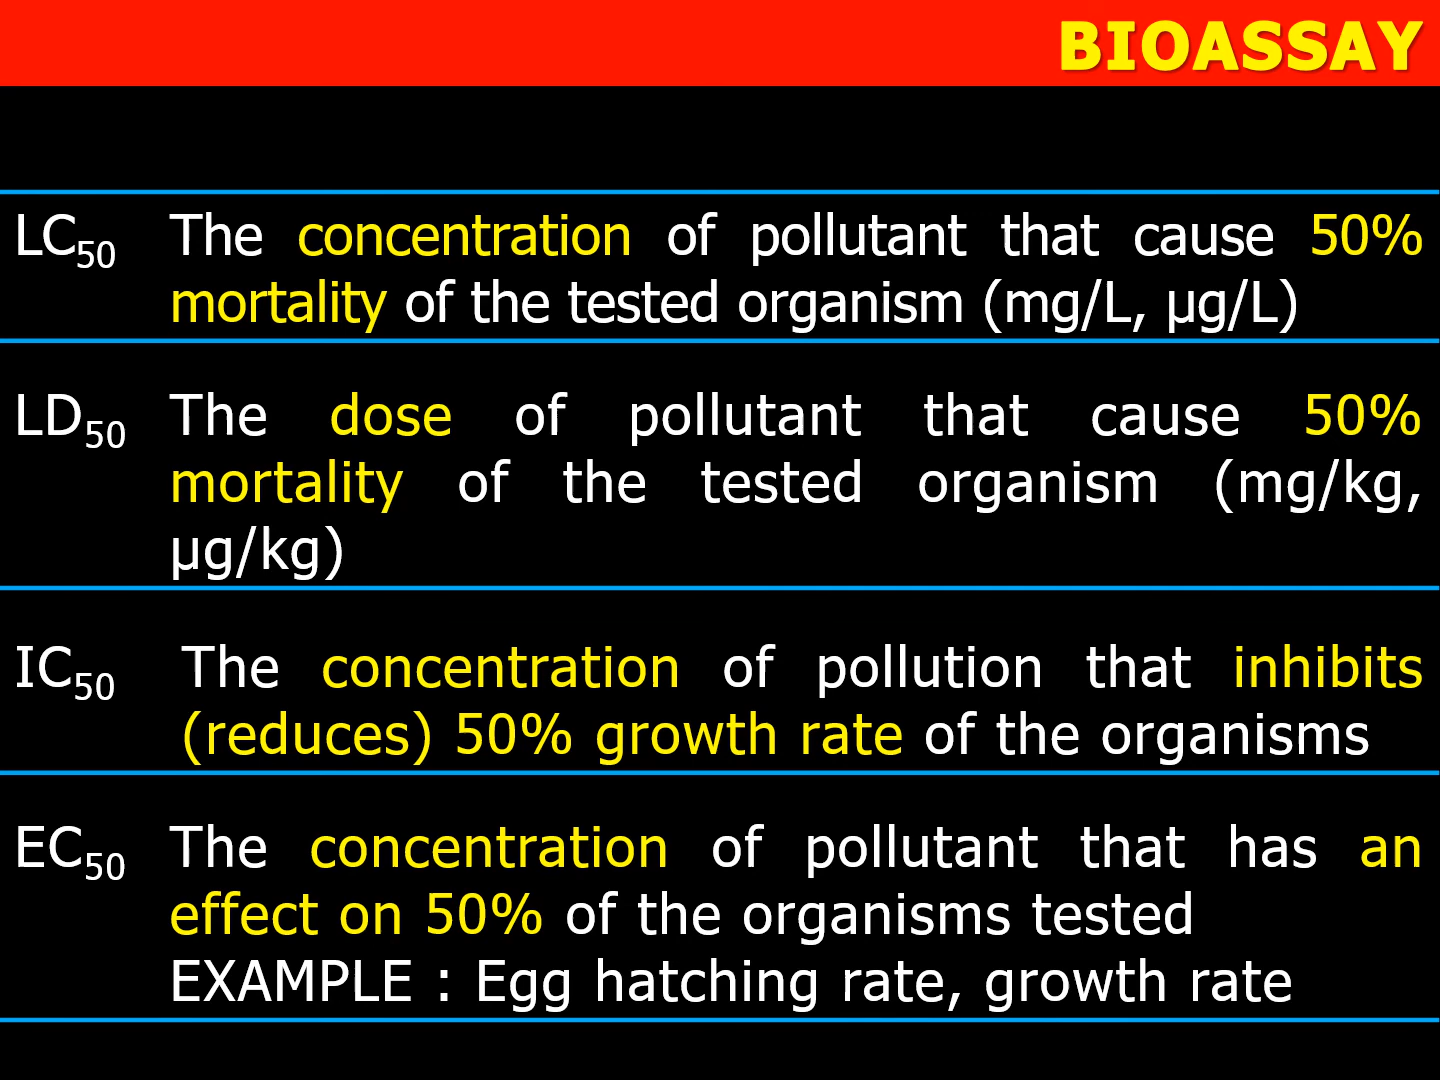 BIOASSAY
LC50 The concentration of pollutant that cause 50%
mortality of the tested organism (mg/L, µg/L)
LD50 The dose of pollutant that cause 50%
mortality of the tested organism (mg/kg,
µg/kg)
IC50 The concentration of pollution that inhibits
(reduces) 50% growth rate of the organisms
EC50 The concentration of pollutant that has an
effect on 50% of the organisms tested
EXAMPLE : Egg hatching rate, growth rate